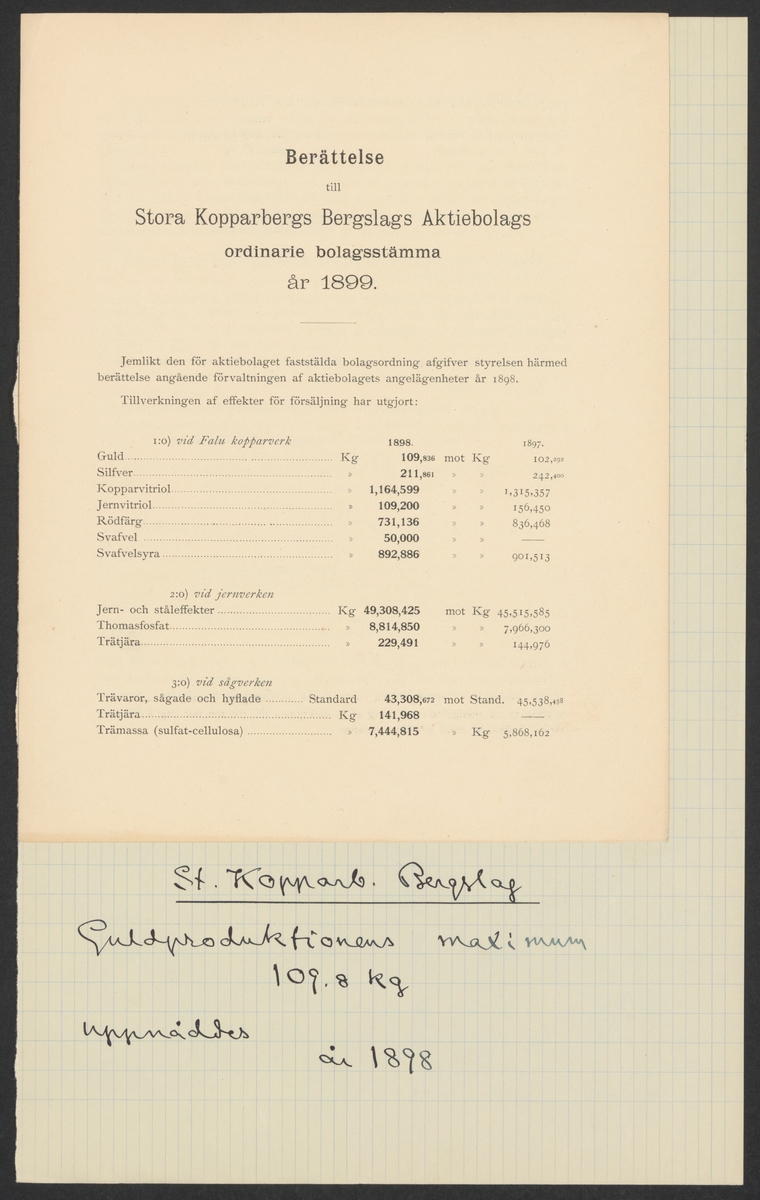 Berättelse
till
Stora Kopparbergs Bergslags Aktiebolags
ordinarie bolagsstämma
år 1899.
Jemlikt den för aktiebolaget faststälda bolagsordning afgifver styrelsen härmed
berättelse angående förvaltningen af aktiebolagets angelägenheter år 1898.
Tillverkningen af effekter för försäljning har utgjort:
1:o) vid Falu kopparverk 1898. 1897.
Guld Kg 109,836 mot Kg 102,292
Silfver » 211,861 » » 242,400
Kopparvitriol » 1,164,599 » » 1,315,357
Jernvitriol » 109,200 » » 156,450
Rödfärg » 731,136 » » 836,468
Svafvel » 50,000 » » —
Svafvelsyra » 892,886 » » 901,513
2:o) vid jernverken
Jern- och ståleffekter Kg 49,308,425 mot Kg 45,515,585
Thomasfosfat » 8,814,850 » » 7,966,300
Trätjära » 229,491 » » 144,976
3:o) vid sågverken
Trävaror, sågade och hyflade Standard 43,308,672 mot Stand. 45,538,458
Trätjära Kg 141,968 —
Trämassa (sulfat-cellulosa) » 7,444,815 » Kg 5,868,162
St. Kopparb. Bergslag
Guldproduktionens maximum
109.8 kg
uppnåddes
år 1898